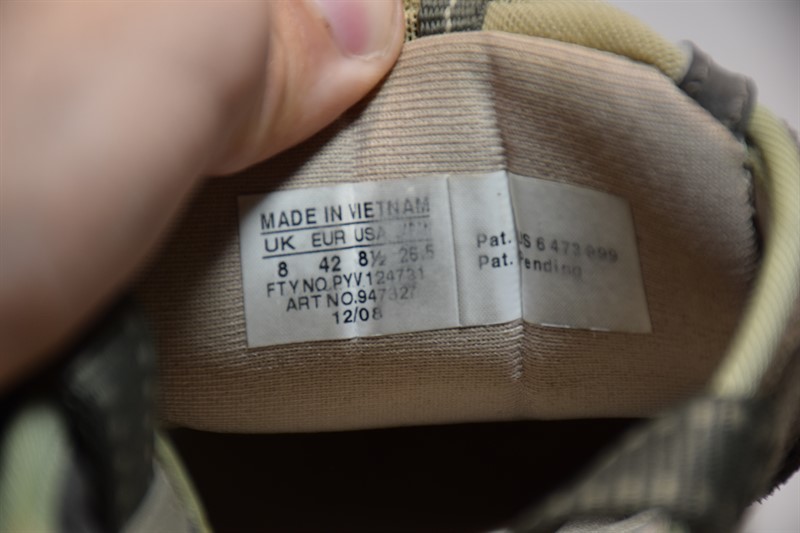 MADE IN VIETNAM
UK EUR USA
8 42 8½ 26.5
FTY NO.PYV124731
ART NO.947327
12/08
Pat. US 6 473 999
Pat. Pending